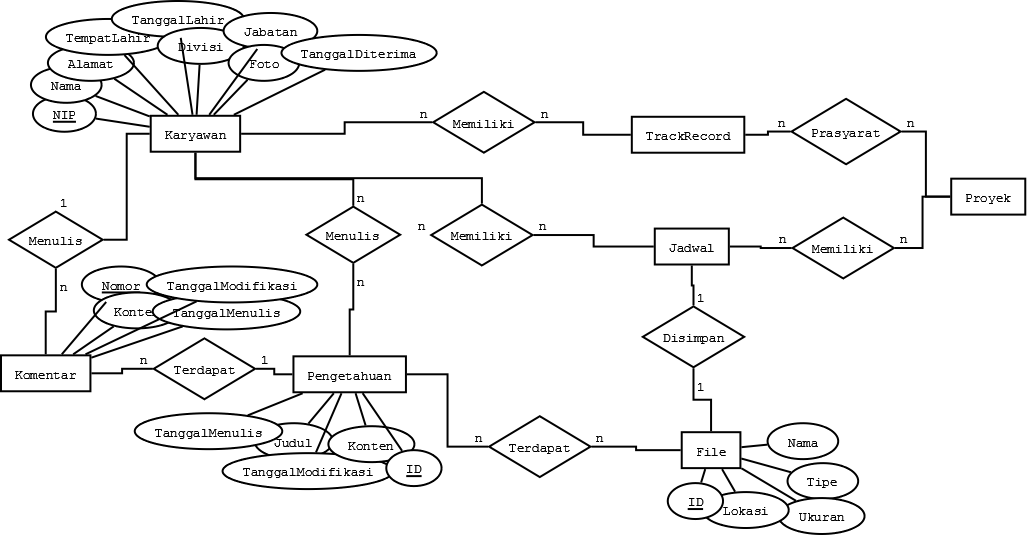 TanggalLahir
TempatLahir
Jabatan
Divisi
TanggalDiterima
Alamat
Foto
Nama
NIP
Karyawan
n
Memiliki
n
TrackRecord
n
Prasyarat
n
Proyek
1
Menulis
n
n
Menulis
n
n
Memiliki
n
Jadwal
n
Memiliki
n
Nomor
TanggalModifikasi
Konte
TanggalMenulis
1
Disimpan
1
Komentar
n
Terdapat
1
Pengetahuan
TanggalMenulis
Judul
Konten
TanggalModifikasi
ID
n
Terdapat
n
File
Nama
Tipe
ID
Lokasi
Ukuran